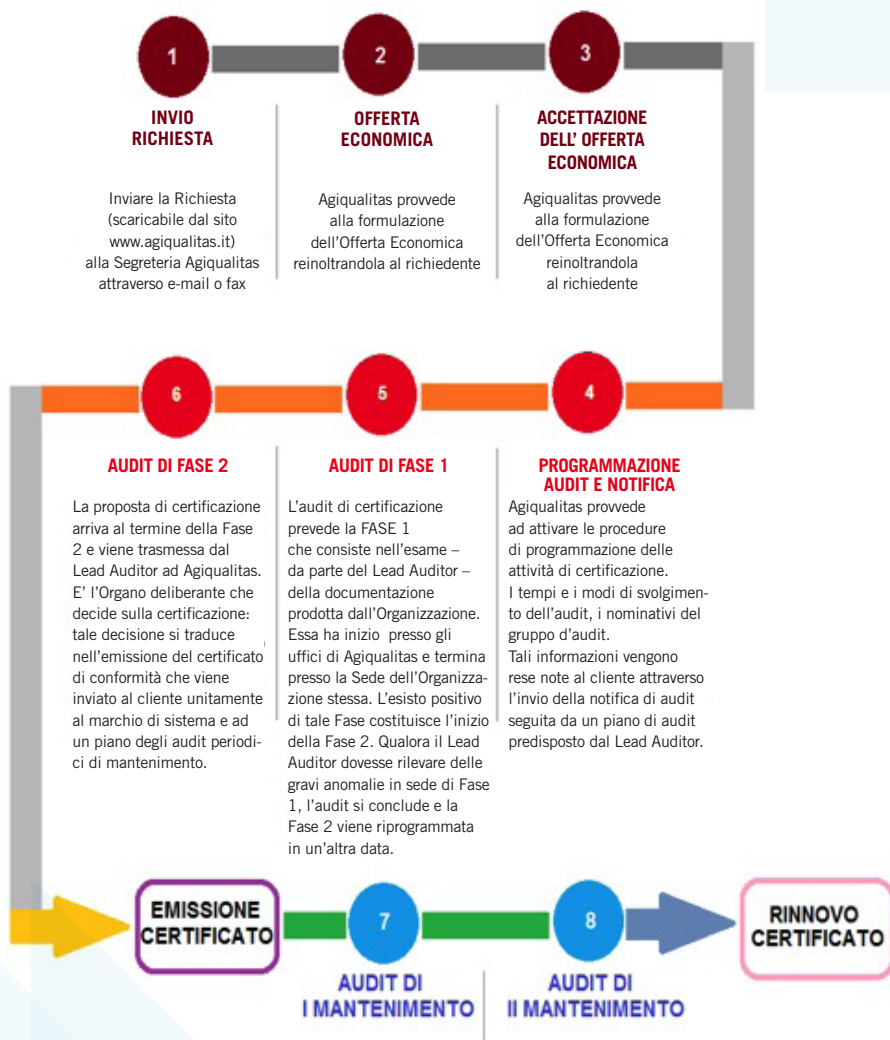 1
2
3
INVIO
RICHIESTA
Inviare la Richiesta
(scaricabile dal sito
www.agiqualitas.it)
alla Segreteria Agiqualitas
attraverso e-mail o fax
OFFERTA
ECONOMICA
Agiqualitas provvede
alla formulazione
dell'Offerta Economica
reinoltrandola al richiedente
ACCETTAZIONE
DELL' OFFERTA
ECONOMICA
Agiqualitas provvede
alla formulazione
dell'Offerta Economica
reinoltrandola
al richiedente
6
5
4
AUDIT DI FASE 2
La proposta di certificazione
arriva al termine della Fase
2 e viene trasmessa dal
Lead Auditor ad Agiqualitas.
E' l'Organo deliberante che
decide sulla certificazione:
tale decisione si traduce
nell'emissione del certificato
di conformità che viene
inviato al cliente unitamente
al marchio di sistema e ad
un piano degli audit periodi-
ci di mantenimento.
AUDIT DI FASE 1
L'audit di certificazione
prevede la FASE 1
che consiste nell'esame –
da parte del Lead Auditor –
della documentazione
prodotta dall'Organizzazione.
Essa ha inizio presso gli
uffici di Agiqualitas e termina
presso la Sede dell'Organizza-
zione stessa. L'esisto positivo
di tale Fase costituisce l'inizio
della Fase 2. Qualora il Lead
Auditor dovesse rilevare delle
gravi anomalie in sede di Fase
1, l'audit si conclude e la
Fase 2 viene riprogrammata
in un'altra data.
PROGRAMMAZIONE
AUDIT E NOTIFICA
Agiqualitas provvede
ad attivare le procedure
di programmazione delle
attività di certificazione.
I tempi e i modi di svolgimen-
to dell'audit, i nominativi del
gruppo d'audit.
Tali informazioni vengono
rese note al cliente attraverso
l'invio della notifica di audit
seguita da un piano di audit
predisposto dal Lead Auditor.
EMISSIONE
CERTIFICATO
7
AUDIT DI
I MANTENIMENTO
8
AUDIT DI
II MANTENIMENTO
RINNOVO
CERTIFICATO